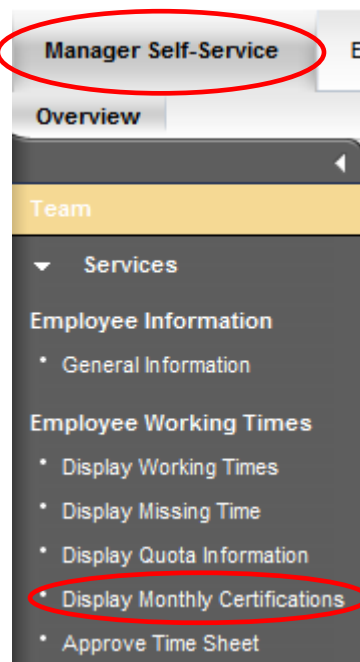 Manager Self-Service E
Overview
Team
Services
Employee Information
General Information
Employee Working Times
Display Working Times
Display Missing Time
Display Quota Information
Display Monthly Certifications
Approve Time Sheet